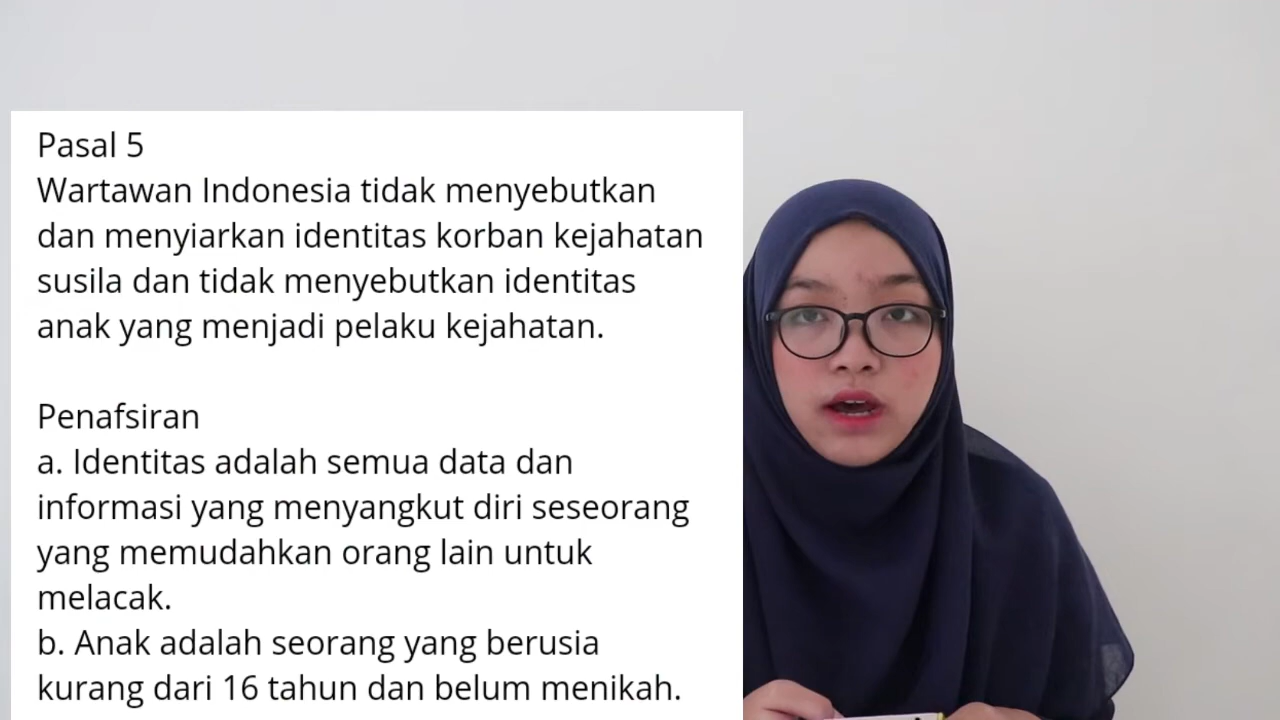 Pasal 5
Wartawan Indonesia tidak menyebutkan
dan menyiarkan identitas korban kejahatan
susila dan tidak menyebutkan identitas
anak yang menjadi pelaku kejahatan.
Penafsiran
a. Identitas adalah semua data dan
informasi yang menyangkut diri seseorang
yang memudahkan orang lain untuk
melacak.
b. Anak adalah seorang yang berusia
kurang dari 16 tahun dan belum menikah.